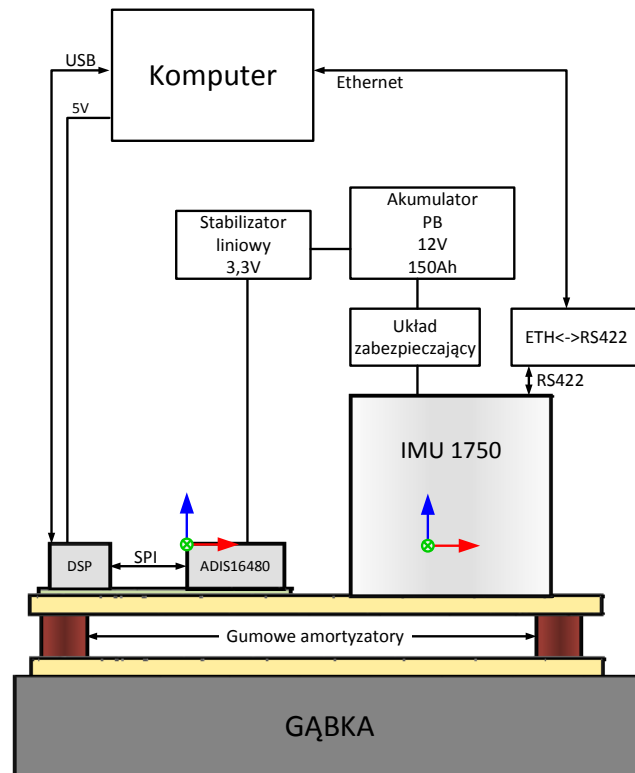 USB
Komputer
Ethernet
5V
Stabilizator
liniowy
3,3V
Akumulator
PB
12V
150Ah
Układ
zabezpieczający
ETH<->RS422
RS422
IMU 1750
DSP
SPI
ADIS16480
Gumowe amortyzatory
GĄBKA